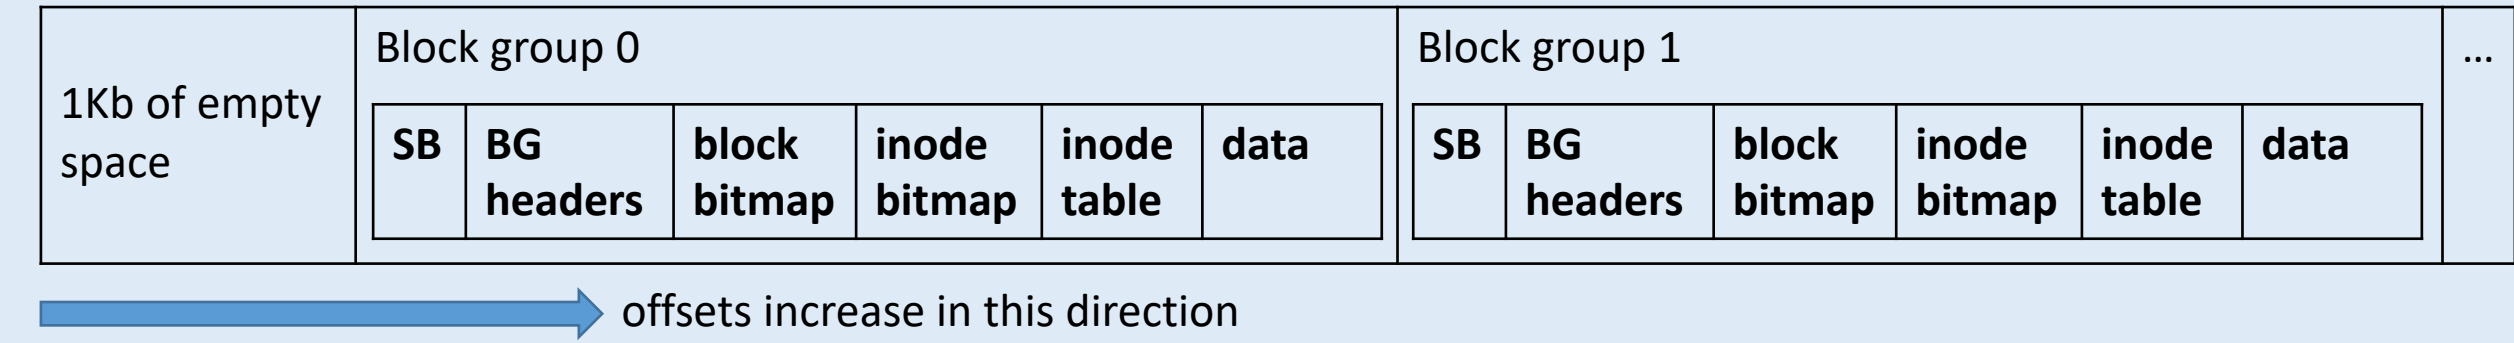 1Kb of empty
space
Block group 0
SB
BG
headers
block
bitmap
inode
bitmap
inode
table
data
Block group 1
SB
BG
headers
block
bitmap
inode
bitmap
inode
table
data
...
offsets increase in this direction